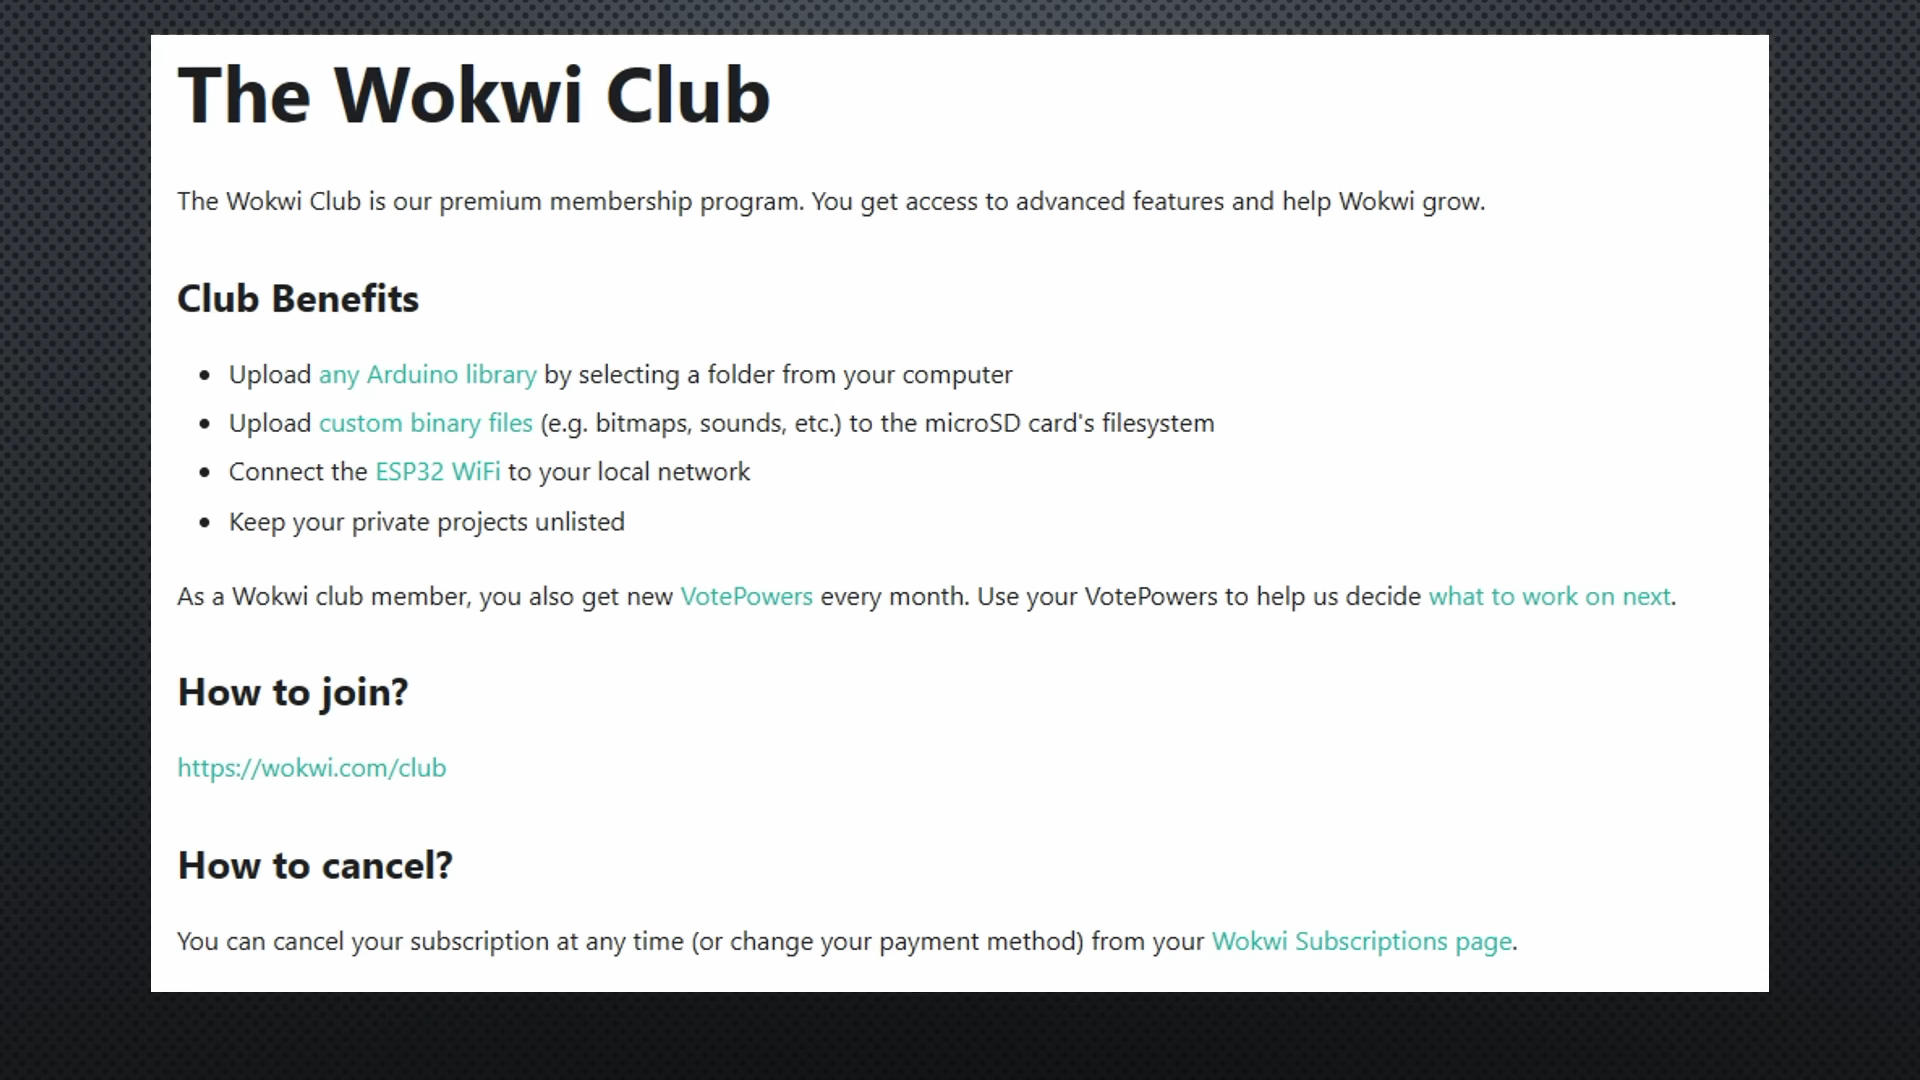 The Wokwi Club
The Wokwi Club is our premium membership program. You get access to advanced features and help Wokwi grow.
Club Benefits
• Upload any Arduino library by selecting a folder from your computer
• Upload custom binary files (e.g. bitmaps, sounds, etc.) to the microSD card's filesystem
• Connect the ESP32 WiFi to your local network
• Keep your private projects unlisted
As a Wokwi club member, you also get new VotePowers every month. Use your VotePowers to help us decide what to work on next.
How to join?
https://wokwi.com/club
How to cancel?
You can cancel your subscription at any time (or change your payment method) from your Wokwi Subscriptions page.